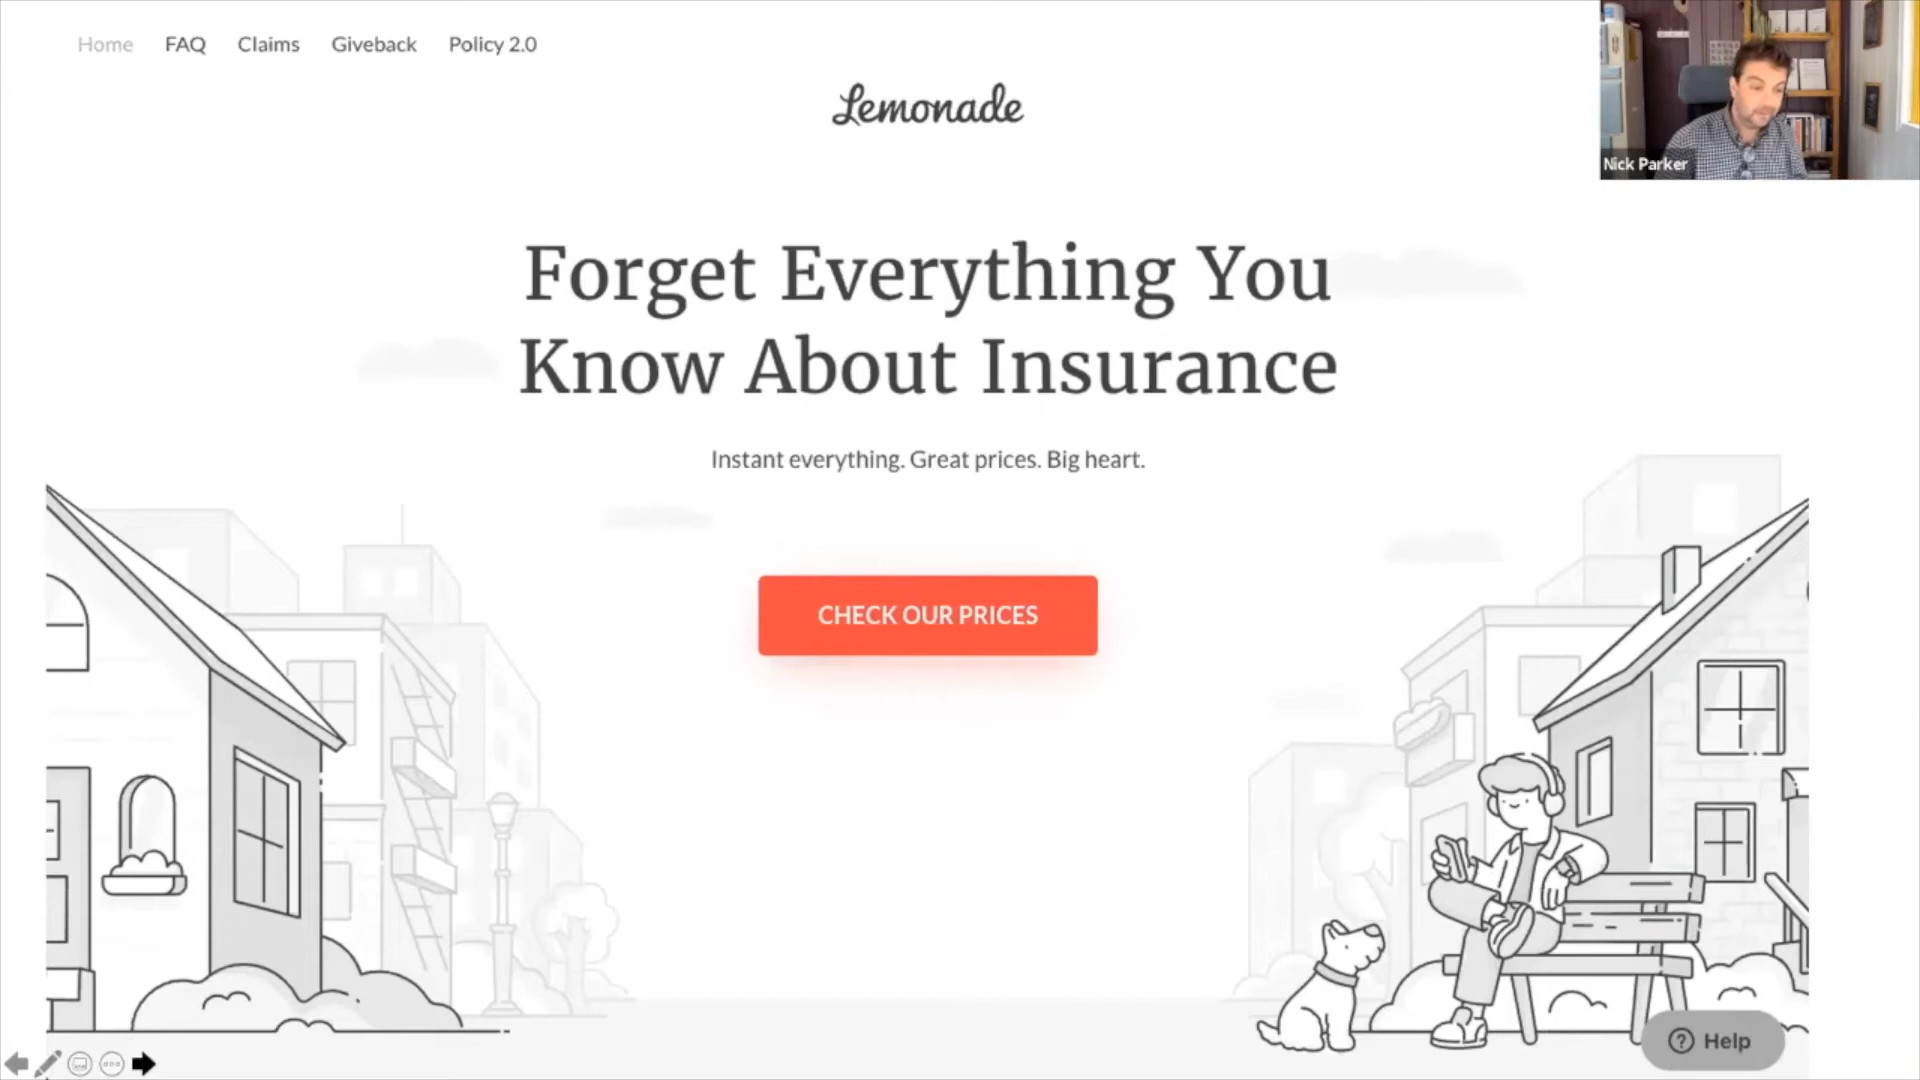 Home FAQ Claims Giveback Policy 2.0
Lemonade
Nick Parker
Forget Everything You
Know About Insurance
Instant everything. Great prices. Big heart.
CHECK OUR PRICES
? Help